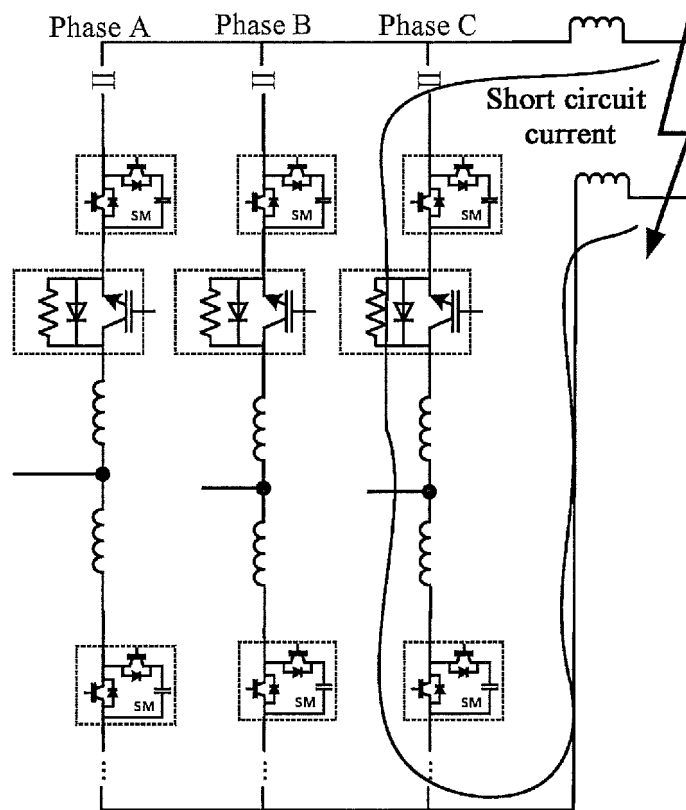 Phase A
Phase B
Phase C
Short circuit
current
SM
SM
SM
SM
SM
SM